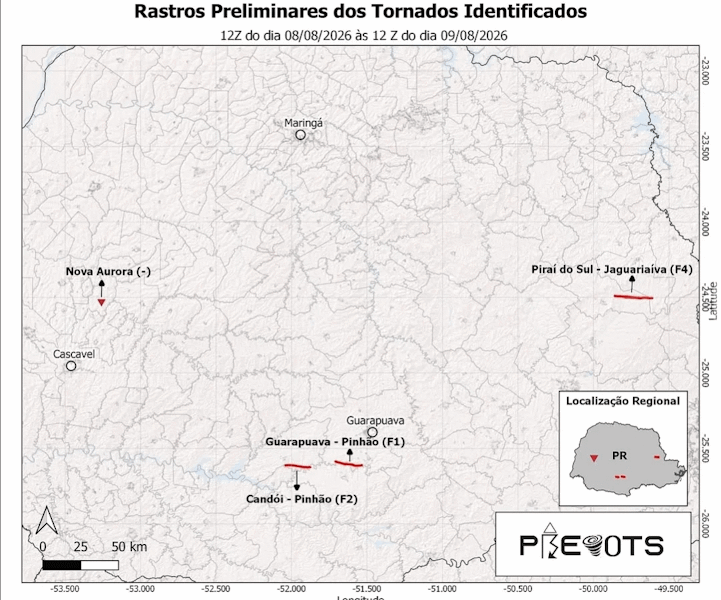 Rastros Preliminares dos Tornados Identificados
12Z do dia 08/08/2026 às 12 Z do dia 09/08/2026
Maringá
Nova Aurora (-)
Piraí do Sul - Jaguariaíva (F4)
Cascavel
Guarapuava
Guarapuava - Pinhão (F1)
Candói - Pinhão (F2)
Localização Regional
PR
PREVOTS
0 25 50 km
-23.000
-23.500
-24.000
-24.500
-25.000
-25.500
-26.000
Latitude
-53.500 -53.000 -52.500 -52.000 -51.500 -51.000 -50.500 -50.000 -49.500
Longitude